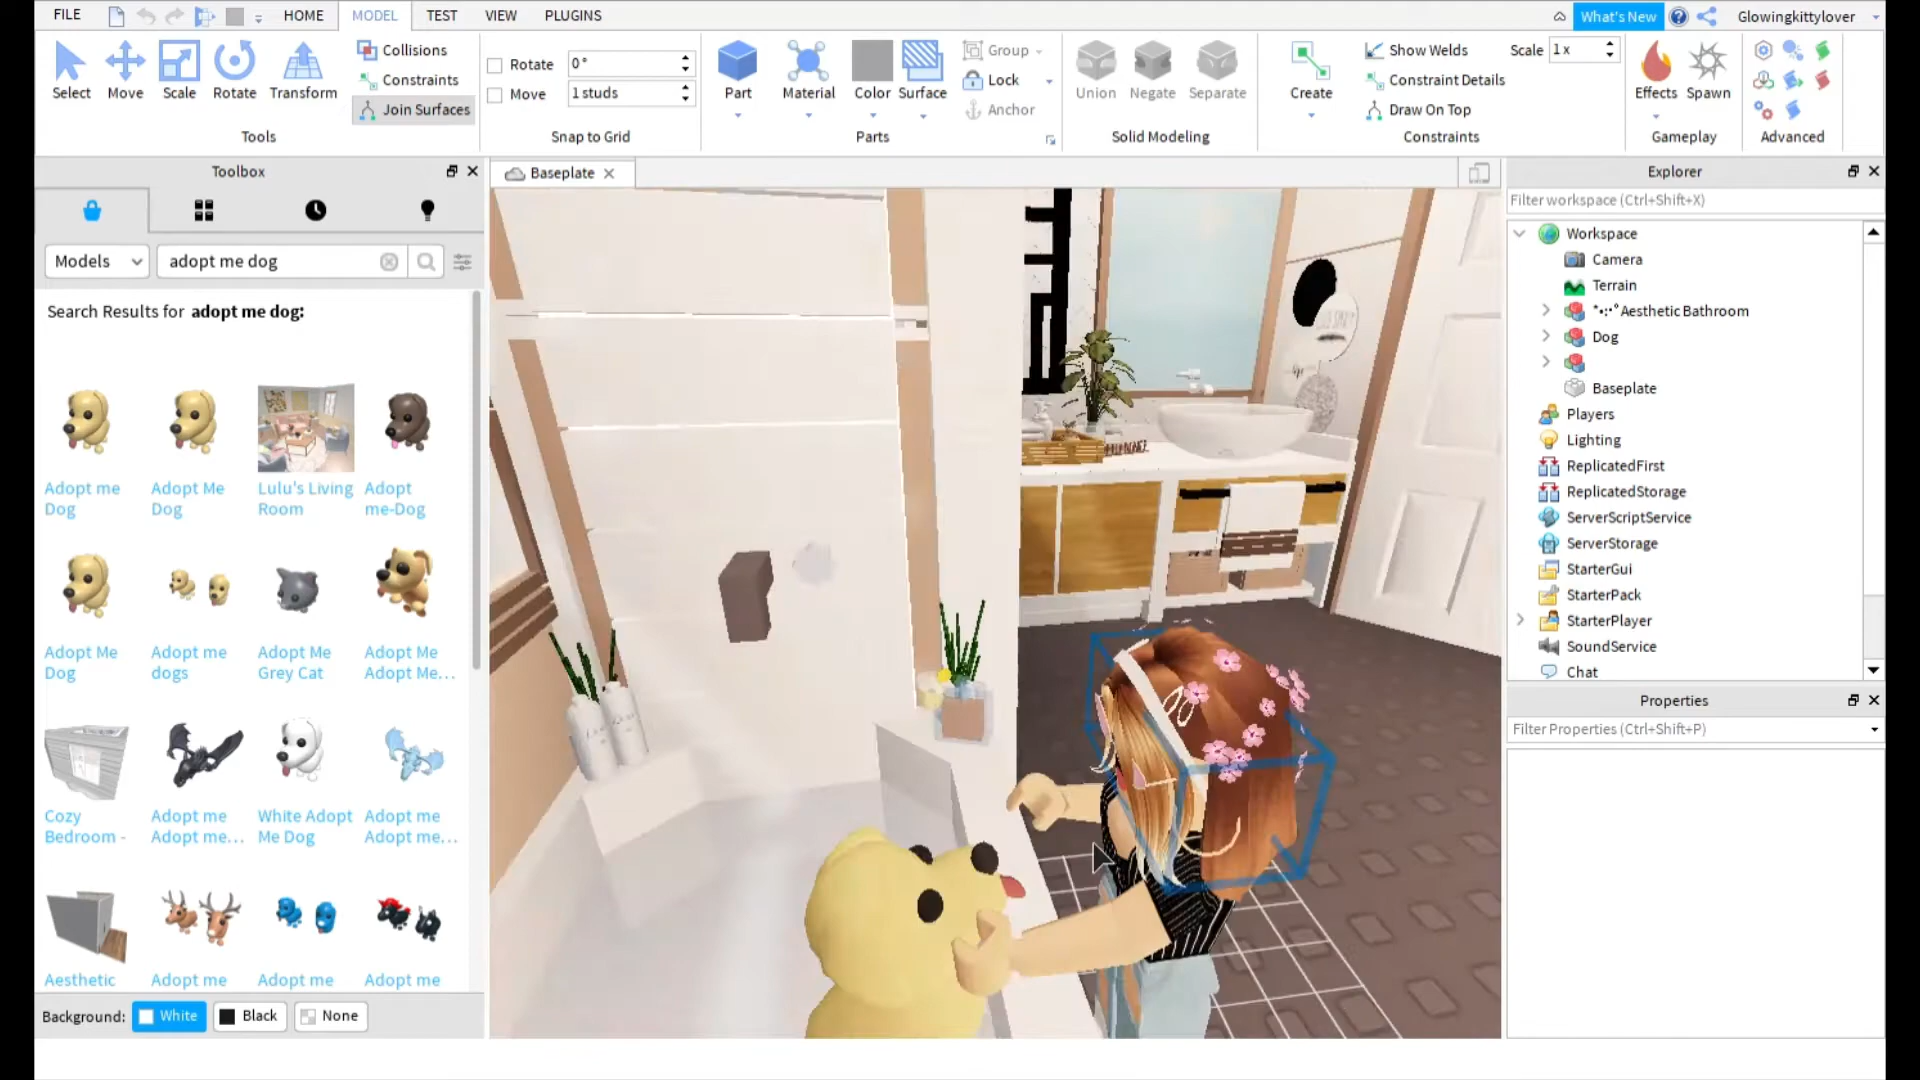 FILE
HOME
MODEL
TEST
VIEW
PLUGINS
What's New
Glowingkittylover
Select
Move
Scale
Rotate
Transform
Collisions
Constraints
Join Surfaces
Tools
Rotate
0°
Move
1 studs
Snap to Grid
Part
Material
Color
Surface
Group
Lock
Anchor
Parts
Union
Negate
Separate
Solid Modeling
Create
Show Welds
Constraint Details
Draw On Top
Scale
1 x
Constraints
Effects
Spawn
Gameplay
Advanced
Toolbox
Models
adopt me dog
Search Results for adopt me dog:
Adopt me
Dog
Adopt Me
Dog
Lulu's Living
Room
Adopt
me-Dog
Adopt Me
Dog
Adopt me
dogs
Adopt Me
Grey Cat
Adopt Me
Adopt Me...
Cozy
Bedroom -
Adopt me
Adopt me...
White Adopt
Me Dog
Adopt me
Adopt me...
Aesthetic
Adopt me
Adopt me
Adopt me
Background:
White
Black
None
Baseplate
Explorer
Filter workspace (Ctrl+Shift+X)
Workspace
Camera
Terrain
*•:•°Aesthetic Bathroom
Dog
Baseplate
Players
Lighting
ReplicatedFirst
ReplicatedStorage
ServerScriptService
ServerStorage
StarterGui
StarterPack
StarterPlayer
SoundService
Chat
Properties
Filter Properties (Ctrl+Shift+P)